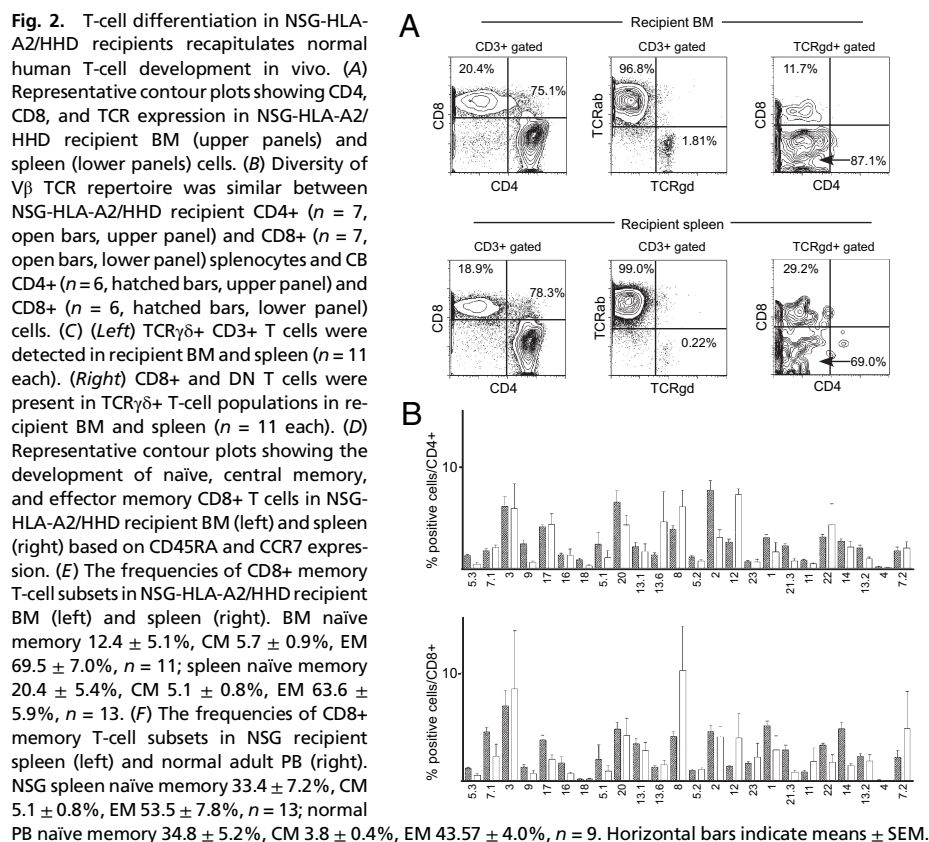 Fig. 2. T-cell differentiation in NSG-HLA-
A2/HHD recipients recapitulates normal
human T-cell development in vivo. (A)
Representative contour plots showing CD4,
CD8, and TCR expression in NSG-HLA-A2/
HHD recipient BM (upper panels) and
spleen (lower panels) cells. (B) Diversity of
Vβ TCR repertoire was similar between
NSG-HLA-A2/HHD recipient CD4+ (n = 7,
open bars, upper panel) and CD8+ (n = 7,
open bars, lower panel) splenocytes and CB
CD4+ (n = 6, hatched bars, upper panel) and
CD8+ (n = 6, hatched bars, lower panel)
cells. (C) (Left) TCRγδ+ CD3+ T cells were
detected in recipient BM and spleen (n = 11
each). (Right) CD8+ and DN T cells were
present in TCRγδ+ T-cell populations in re-
cipient BM and spleen (n = 11 each). (D)
Representative contour plots showing the
development of naïve, central memory,
and effector memory CD8+ T cells in NSG-
HLA-A2/HHD recipient BM (left) and spleen
(right) based on CD45RA and CCR7 expres-
sion. (E) The frequencies of CD8+ memory
T-cell subsets in NSG-HLA-A2/HHD recipient
BM (left) and spleen (right). BM naïve
memory 12.4 ± 5.1%, CM 5.7 ± 0.9%, EM
69.5 ± 7.0%, n = 11; spleen naïve memory
20.4 ± 5.4%, CM 5.1 ± 0.8%, EM 63.6 ±
5.9%, n = 13. (F) The frequencies of CD8+
memory T-cell subsets in NSG recipient
spleen (left) and normal adult PB (right).
NSG spleen naïve memory 33.4 ± 7.2%, CM
5.1 ± 0.8%, EM 53.5 ± 7.8%, n = 13; normal
PB naïve memory 34.8 ± 5.2%, CM 3.8 ± 0.4%, EM 43.57 ± 4.0%, n = 9. Horizontal bars indicate means ± SEM.
A
Recipient BM
CD3+ gated
CD3+ gated
TCRgd+ gated
20.4%
75.1%
CD8
CD4
96.8%
1.81%
TCRab
TCRgd
11.7%
87.1%
CD8
CD4
Recipient spleen
CD3+ gated
CD3+ gated
TCRgd+ gated
18.9%
78.3%
CD8
CD4
99.0%
0.22%
TCRab
TCRgd
29.2%
69.0%
CD8
CD4
B
% positive cells/CD4+
10
5.3 7.1 3 9 17 16 18 5.1 20 13.1 13.6 8 5.2 2 12 23 1 21.3 11 22 14 13.2 4 7.2
% positive cells/CD8+
10
5.3 7.1 3 9 17 16 18 5.1 20 13.1 13.6 8 5.2 2 12 23 1 21.3 11 22 14 13.2 4 7.2